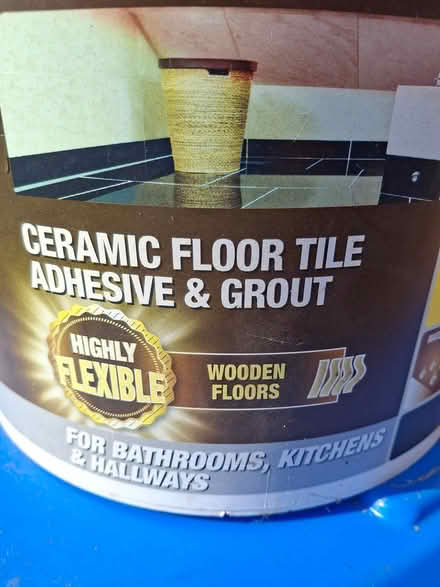 CERAMIC FLOOR TILE
ADHESIVE & GROUT
HIGHLY
FLEXIBLE
WOODEN
FLOORS
FOR BATHROOMS, KITCHENS
& HALLWAYS